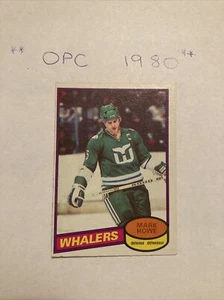 " " OPC 1980 " "
C
WHALERS
MARK HOWE